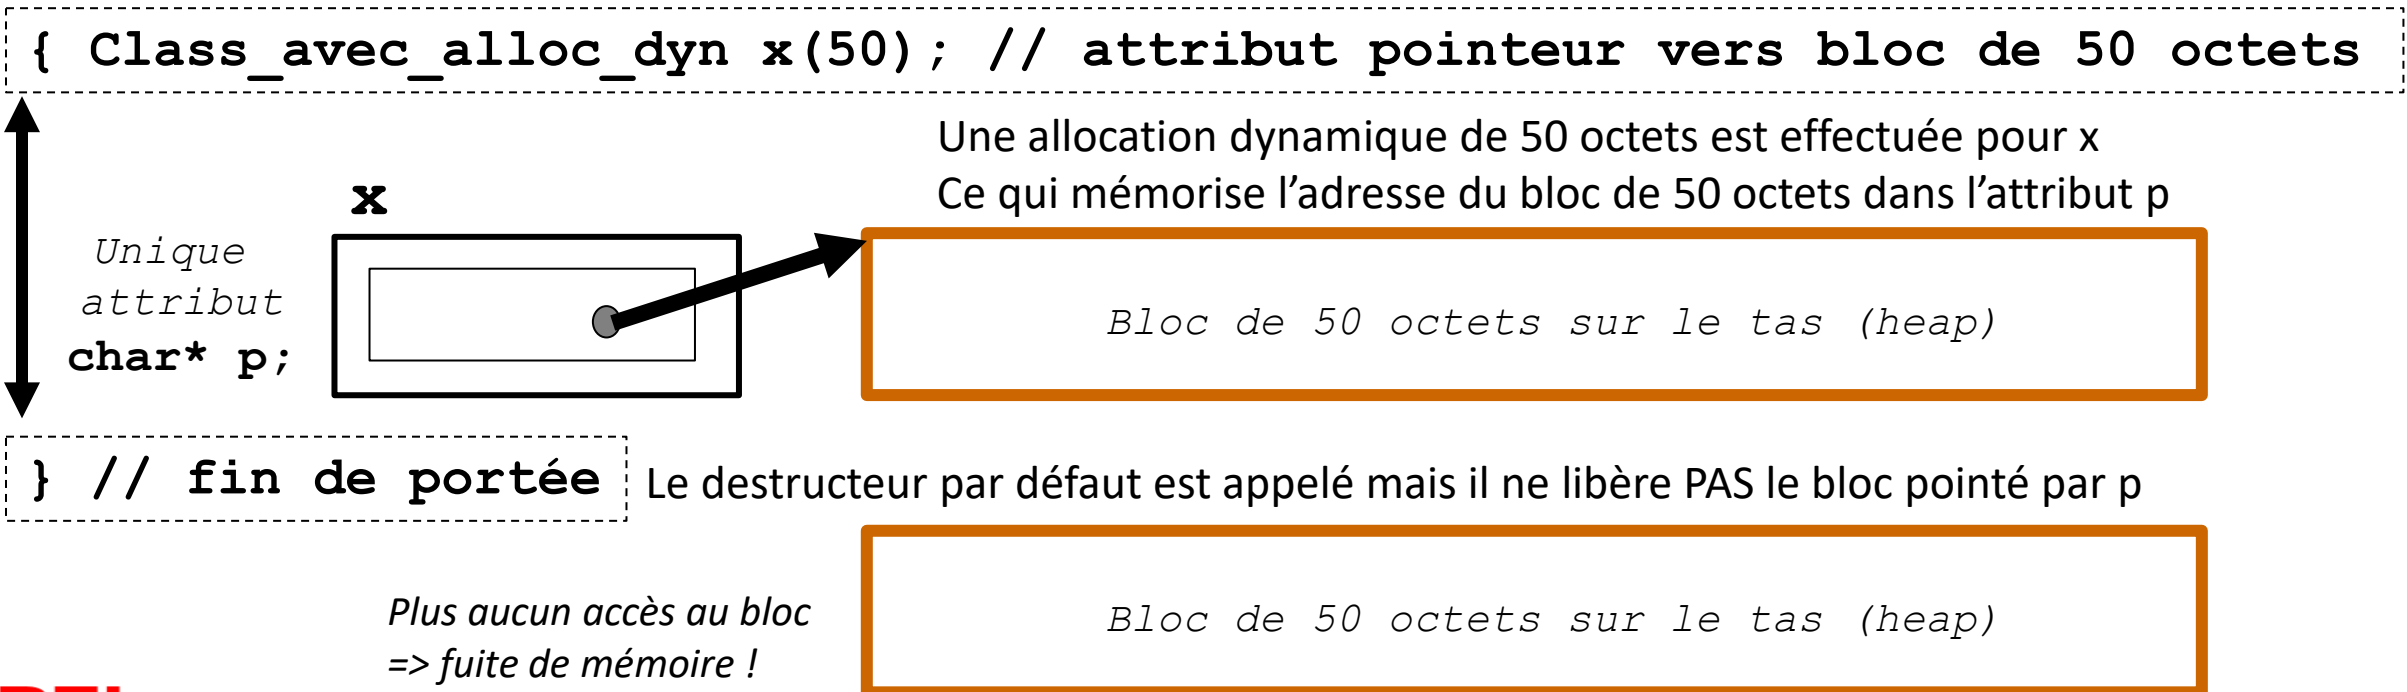 { Class_avec_alloc_dyn x(50); // attribut pointeur vers bloc de 50 octets
Une allocation dynamique de 50 octets est effectuée pour x
Ce qui mémorise l’adresse du bloc de 50 octets dans l’attribut p
x
Unique
attribut
char* p;
Bloc de 50 octets sur le tas (heap)
} // fin de portée
Le destructeur par défaut est appelé mais il ne libère PAS le bloc pointé par p
Plus aucun accès au bloc
=> fuite de mémoire !
Bloc de 50 octets sur le tas (heap)